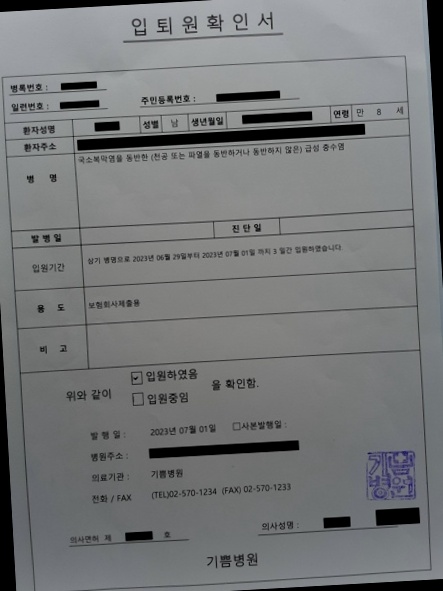 입퇴원확인서
병록번호 :
일련번호 : 주민등록번호 :
환자성명 성별 남 생년월일 연령 만 8 세
환자주소
병 명 국소복막염을 동반한 (천공 또는 파열을 동반하거나 동반하지 않은) 급성 충수염
발 병 일 진 단 일
입원기간 상기 병명으로 2023년 06월 29일부터 2023년 07월 01일 까지 3 일간 입원하였습니다
용 도 보험회사제출용
비 고
위와 같이 ☑ 입원하였음 을 확인함.
☐ 입원중임
발 행 일 : 2023년 07월 01일 ☐사본발행일 :
병원주소 :
의료기관 : 기쁨병원
전화 / FAX (TEL)02-570-1234 (FAX) 02-570-1233
기쁨
병원
의사면허 제 호 의사성명 :
기쁨병원